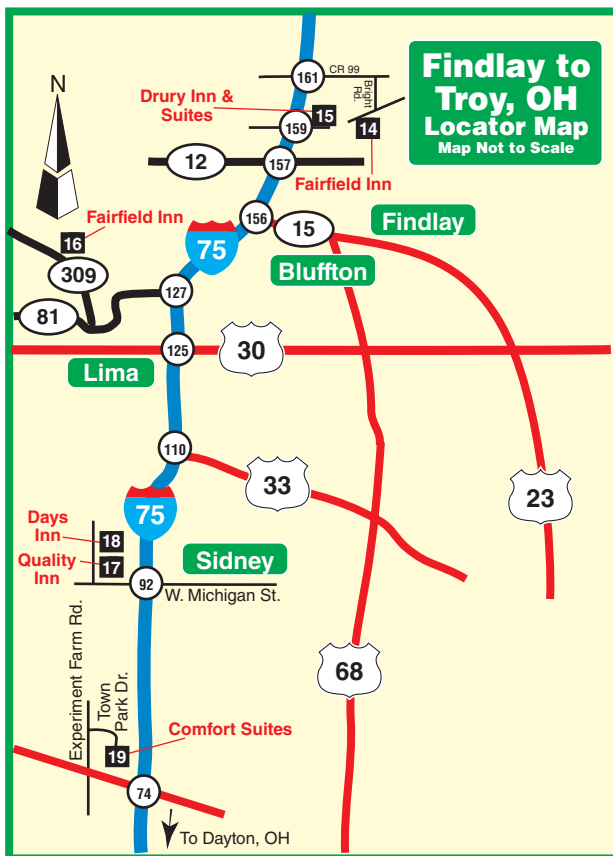 Findlay to
Troy, OH
Locator Map
Map Not to Scale
N
161
CR 99
Bright
Rd.
Drury Inn &
Suites
15
159
14
12
157
Fairfield Inn
156
15
Findlay
Fairfield Inn
16
75
Bluffton
309
127
81
125
30
Lima
110
33
23
75
Days
Inn
18
Quality
Inn
17
Sidney
92
W. Michigan St.
68
Experiment Farm Rd.
Town
Park Dr.
Comfort Suites
19
74
To Dayton, OH